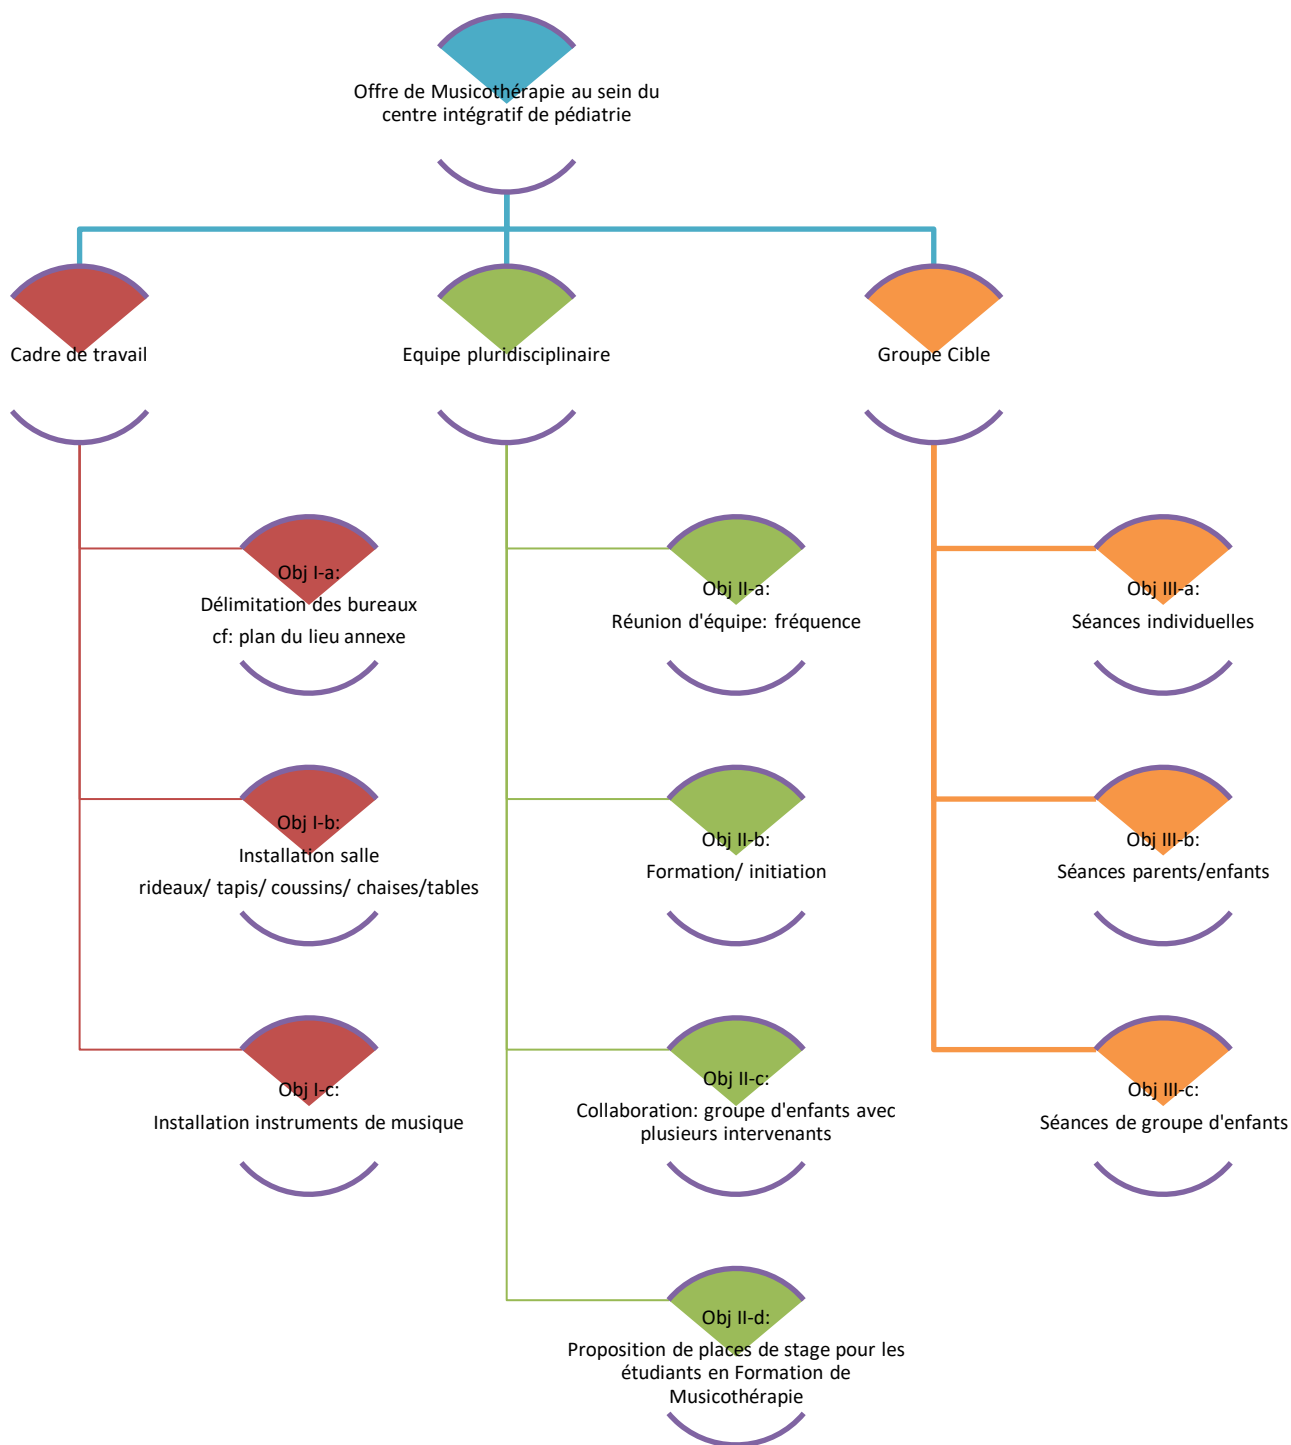 Offre de Musicothérapie au sein du
centre intégratif de pédiatrie
Cadre de travail
Equipe pluridisciplinaire
Groupe Cible
Obj I-a:
Délimitation des bureaux
cf: plan du lieu annexe
Obj II-a:
Réunion d'équipe: fréquence
Obj III-a:
Séances individuelles
Obj I-b:
Installation salle
rideaux/ tapis/ coussins/ chaises/tables
Obj II-b:
Formation/ initiation
Obj III-b:
Séances parents/enfants
Obj I-c:
Installation instruments de musique
Obj II-c:
Collaboration: groupe d'enfants avec
plusieurs intervenants
Obj III-c:
Séances de groupe d'enfants
Obj II-d:
Proposition de places de stage pour les
étudiants en Formation de
Musicothérapie